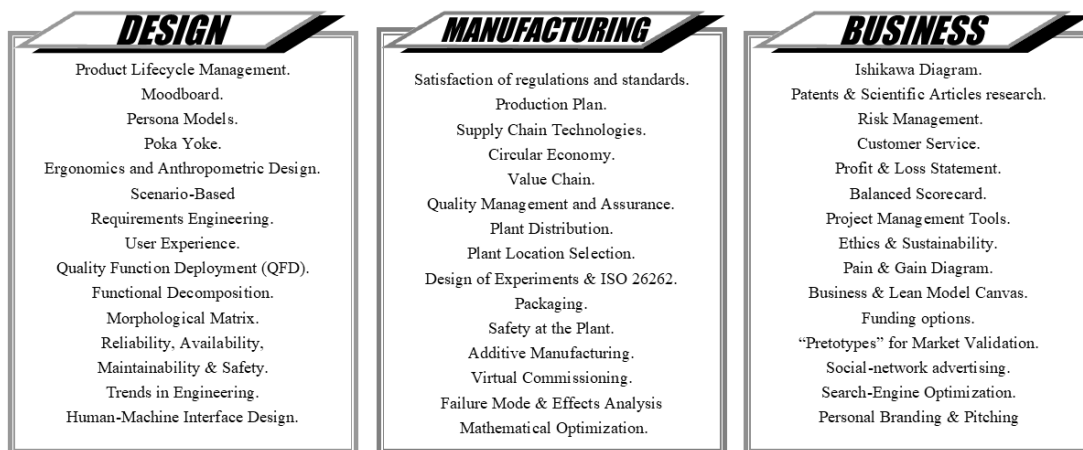 DESIGN
Product Lifecycle Management.
Moodboard.
Persona Models.
Poka Yoke.
Ergonomics and Anthropometric Design.
Scenario-Based
Requirements Engineering.
User Experience.
Quality Function Deployment (QFD).
Functional Decomposition.
Morphological Matrix.
Reliability, Availability,
Maintainability & Safety.
Trends in Engineering.
Human-Machine Interface Design.
MANUFACTURING
Satisfaction of regulations and standards.
Production Plan.
Supply Chain Technologies.
Circular Economy.
Value Chain.
Quality Management and Assurance.
Plant Distribution.
Plant Location Selection.
Design of Experiments & ISO 26262.
Packaging.
Safety at the Plant.
Additive Manufacturing.
Virtual Commissioning.
Failure Mode & Effects Analysis
Mathematical Optimization.
BUSINESS
Ishikawa Diagram.
Patents & Scientific Articles research.
Risk Management.
Customer Service.
Profit & Loss Statement.
Balanced Scorecard.
Project Management Tools.
Ethics & Sustainability.
Pain & Gain Diagram.
Business & Lean Model Canvas.
Funding options.
“Pretotypes” for Market Validation.
Social-network advertising.
Search-Engine Optimization.
Personal Branding & Pitching